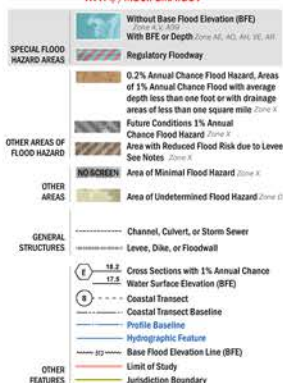 Without Base Flood Elevation (BFE)
Zone A, V, A99
With BFE or Depth Zone AE, AO, AH, VE, AR
SPECIAL FLOOD
HAZARD AREAS
Regulatory Floodway
0.2% Annual Chance Flood Hazard, Areas
of 1% Annual Chance Flood with average
depth less than one foot or with drainage
areas of less than one square mile Zone X
Future Conditions 1% Annual
Chance Flood Hazard Zone X
OTHER AREAS OF
FLOOD HAZARD
Area with Reduced Flood Risk due to Levee
See Notes Zone X
NO SCREEN Area of Minimal Flood Hazard Zone X
OTHER
AREAS
Area of Undetermined Flood Hazard Zone D
GENERAL
STRUCTURES
Channel, Culvert, or Storm Sewer
Levee, Dike, or Floodwall
E 18.2 Cross Sections with 1% Annual Chance
17.5 Water Surface Elevation (BFE)
8 Coastal Transect
Coastal Transect Baseline
Profile Baseline
Hydrographic Feature
513 Base Flood Elevation Line (BFE)
OTHER
FEATURES
Limit of Study
Jurisdiction Boundary